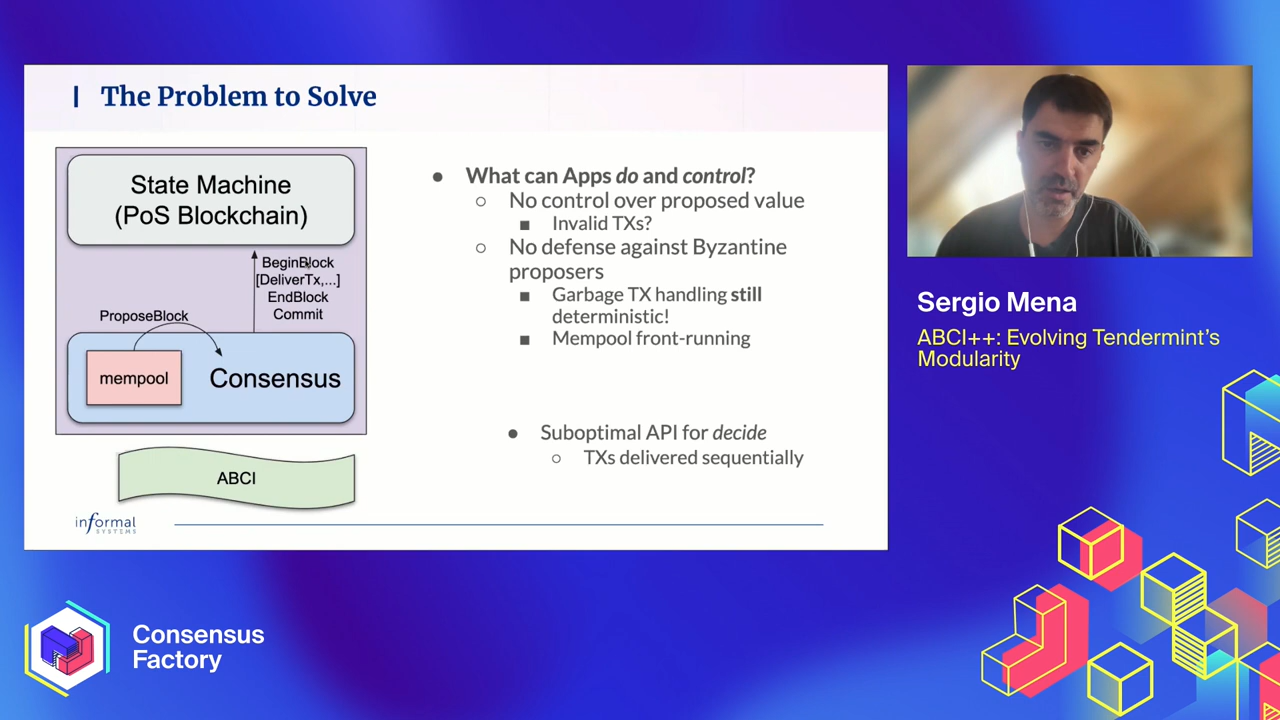 The Problem to Solve
State Machine
(PoS Blockchain)
BeginBlock
[DeliverTx,...]
EndBlock
Commit
ProposeBlock
mempool
Consensus
ABCI
informal
SYSTEMS
● What can Apps do and control?
○ No control over proposed value
■ Invalid TXs?
○ No defense against Byzantine
proposers
■ Garbage TX handling still
deterministic!
■ Mempool front-running
● Suboptimal API for decide
○ TXs delivered sequentially
Sergio Mena
ABCI++: Evolving Tendermint's
Modularity
Consensus
Factory